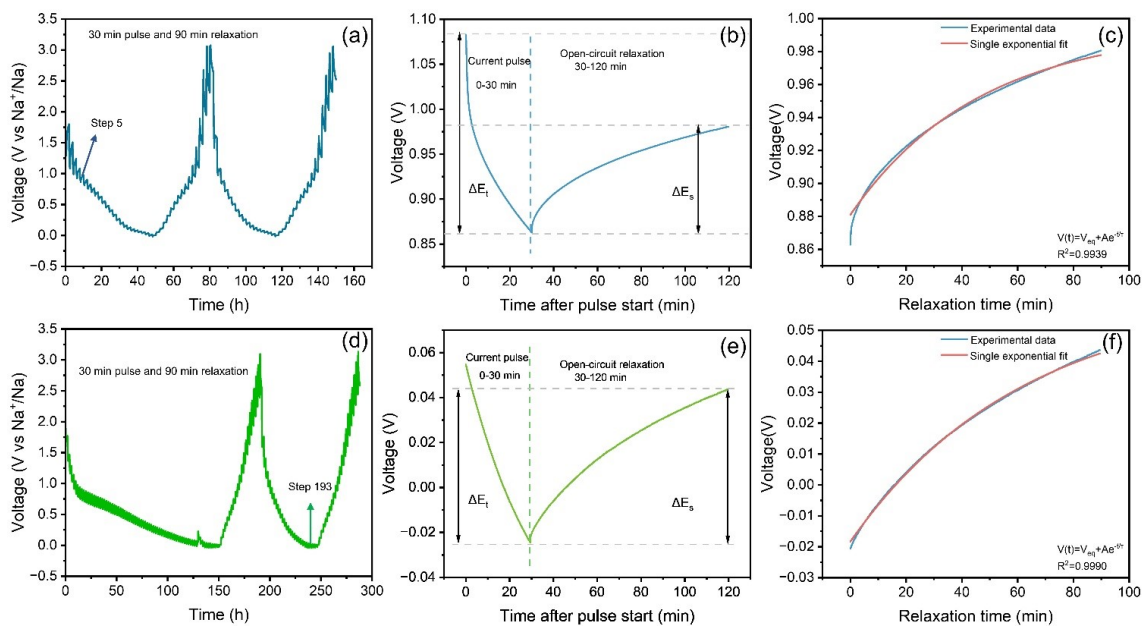 (a)
30 min pulse and 90 min relaxation
Step 5
Voltage (V vs Na⁺/Na)
3.5
3.0
2.5
2.0
1.5
1.0
0.5
0.0
−0.5
0 20 40 60 80 100 120 140 160
Time (h)
(b)
Current pulse
0-30 min
Open-circuit relaxation
30-120 min
ΔEt
ΔEs
Voltage (V)
1.10
1.05
1.00
0.95
0.90
0.85
0 20 40 60 80 100 120
Time after pulse start (min)
(c)
Experimental data
Single exponential fit
V(t)=Veq+Ae^-t/τ
R²=0.9939
Voltage(V)
1.00
0.98
0.96
0.94
0.92
0.90
0.88
0.86
0 20 40 60 80 100
Relaxation time (min)
(d)
30 min pulse and 90 min relaxation
Step 193
Voltage (V vs Na⁺/Na)
3.5
3.0
2.5
2.0
1.5
1.0
0.5
0.0
−0.5
0 50 100 150 200 250 300
Time (h)
(e)
Current pulse
0-30 min
Open-circuit relaxation
30-120 min
ΔEt
ΔEs
Voltage (V)
0.06
0.04
0.02
0.00
−0.02
−0.04
0 20 40 60 80 100 120
Time after pulse start (min)
(f)
Experimental data
Single exponential fit
V(t)=Veq+Ae^-t/τ
R²=0.9990
Voltage(V)
0.05
0.04
0.03
0.02
0.01
0.00
−0.01
−0.02
−0.03
0 20 40 60 80 100
Relaxation time (min)